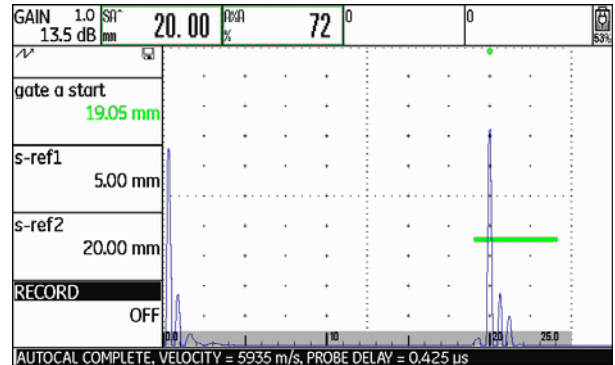 GAIN 1.0
13.5 dB
SA^
mm
20.00
A%A
%
72
0
0
53%
gate a start
19.05 mm
s-ref1
5.00 mm
s-ref2
20.00 mm
RECORD
OFF
0.0 10 20 25.0
AUTOCAL COMPLETE, VELOCITY = 5935 m/s, PROBE DELAY = 0.425 µs